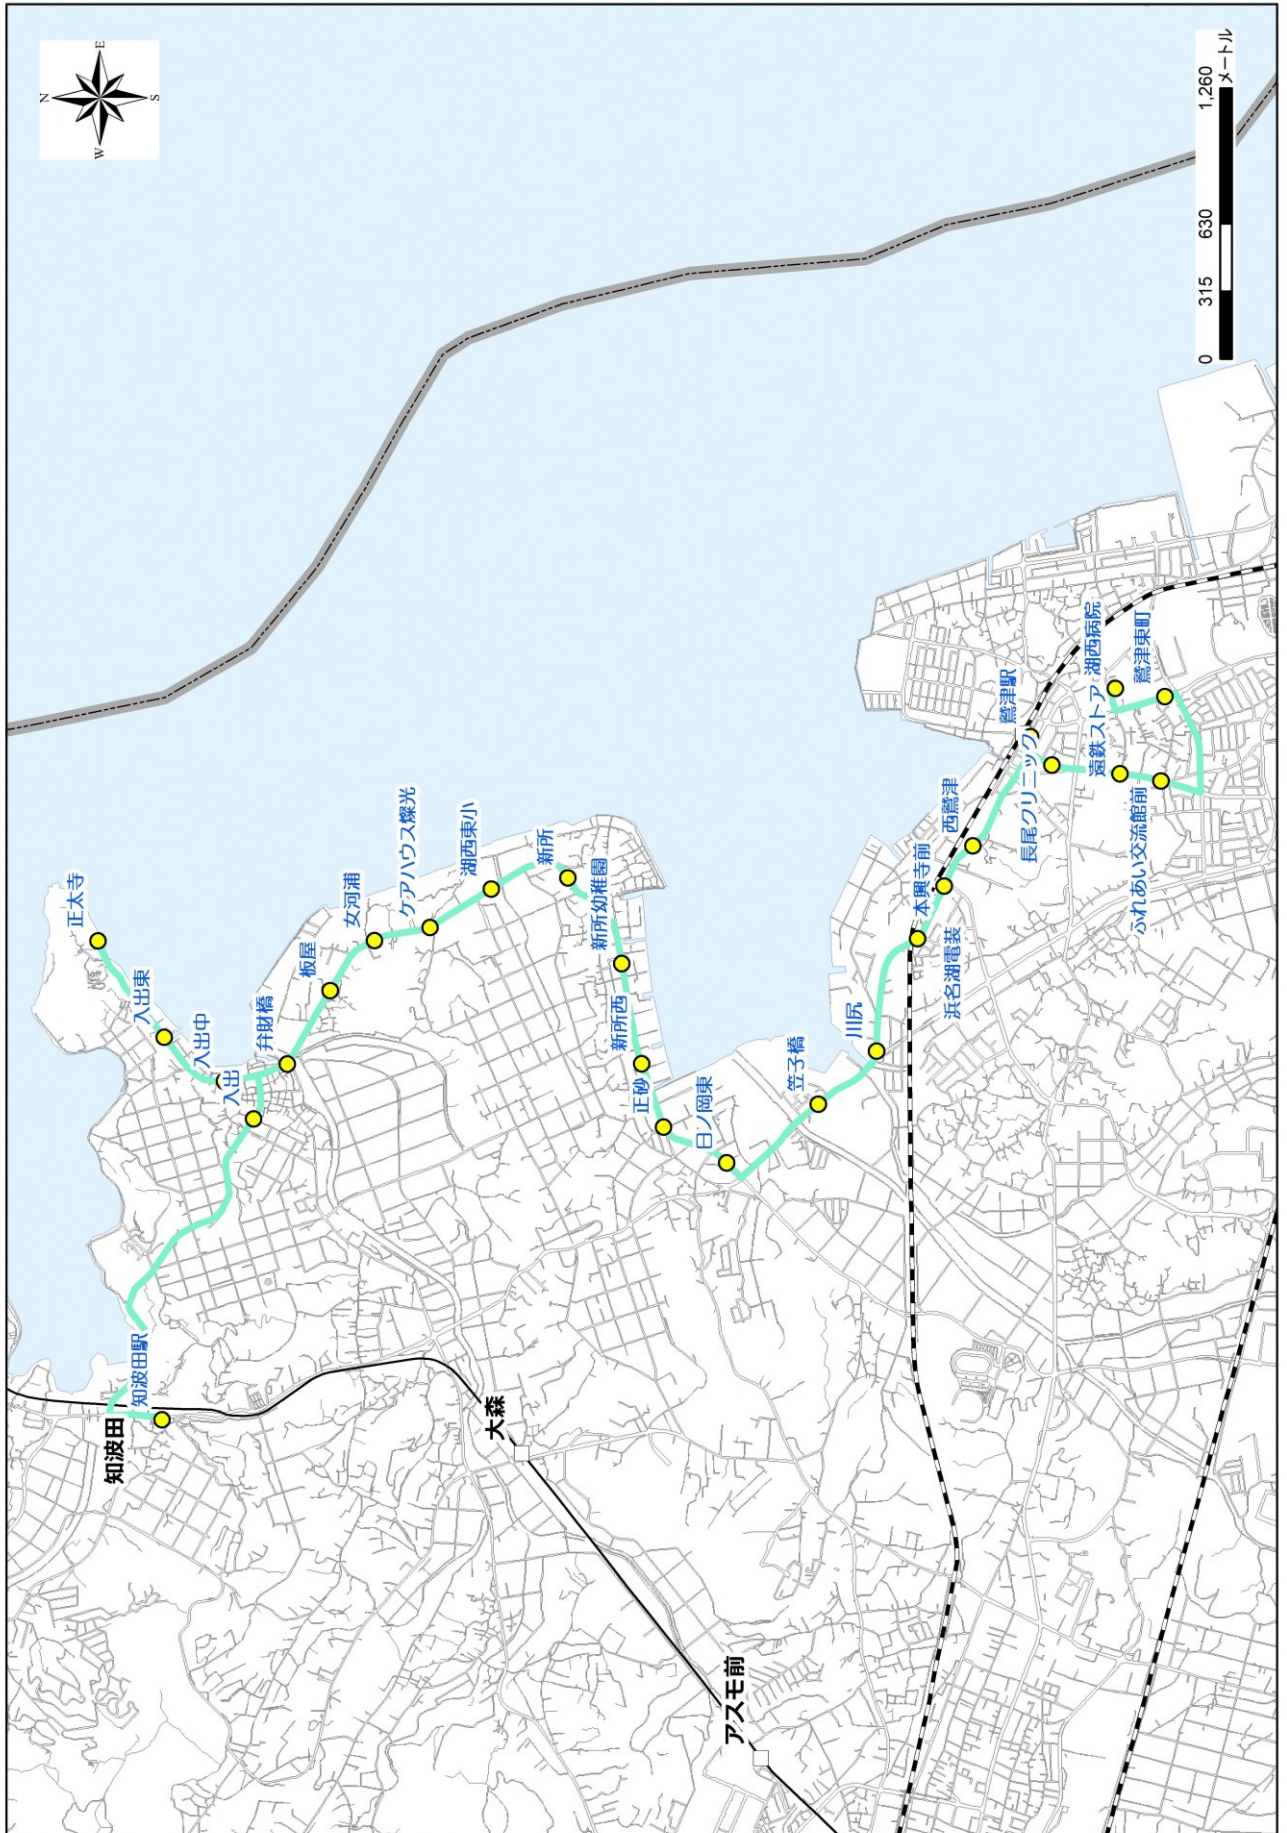 N
E
W
S
0 315 630 1,260
メートル
正太寺
入出東
入出中
入出
弁財橋
板屋
女河浦
ケアハウス燦光
湖西東小
新所
新所幼稚園
新所西
正砂
日ノ岡東
笠子橋
川尻
浜名湖電装
本興寺前
西鷲津
鷲津駅
長尾クリニック
遠鉄ストア
ふれあい交流館前
湖西病院
鷲津東町
知波田駅
知波田
大森
アスモ前